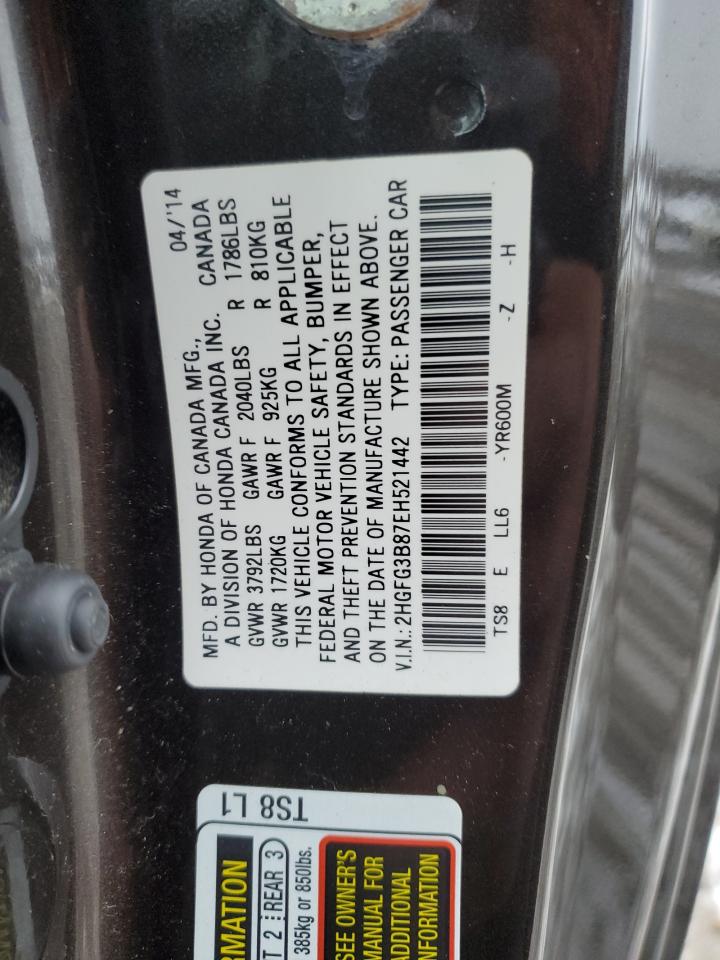 04/'14
MFD. BY HONDA OF CANADA MFG.,
A DIVISION OF HONDA CANADA INC. CANADA
GVWR 3792LBS GAWR F 2040LBS R 1786LBS
GVWR 1720KG GAWR F 925KG R 810KG
THIS VEHICLE CONFORMS TO ALL APPLICABLE
FEDERAL MOTOR VEHICLE SAFETY, BUMPER,
AND THEFT PREVENTION STANDARDS IN EFFECT
ON THE DATE OF MANUFACTURE SHOWN ABOVE.
V.I.N.: 2HGFG3B87EH521442 TYPE: PASSENGER CAR
TS8 E LL6 -YR600M -Z -H
TS8 L1
RMATION
T 2 REAR 3
385kg or 850lbs.
SEE OWNER'S
MANUAL FOR
ADDITIONAL
INFORMATION